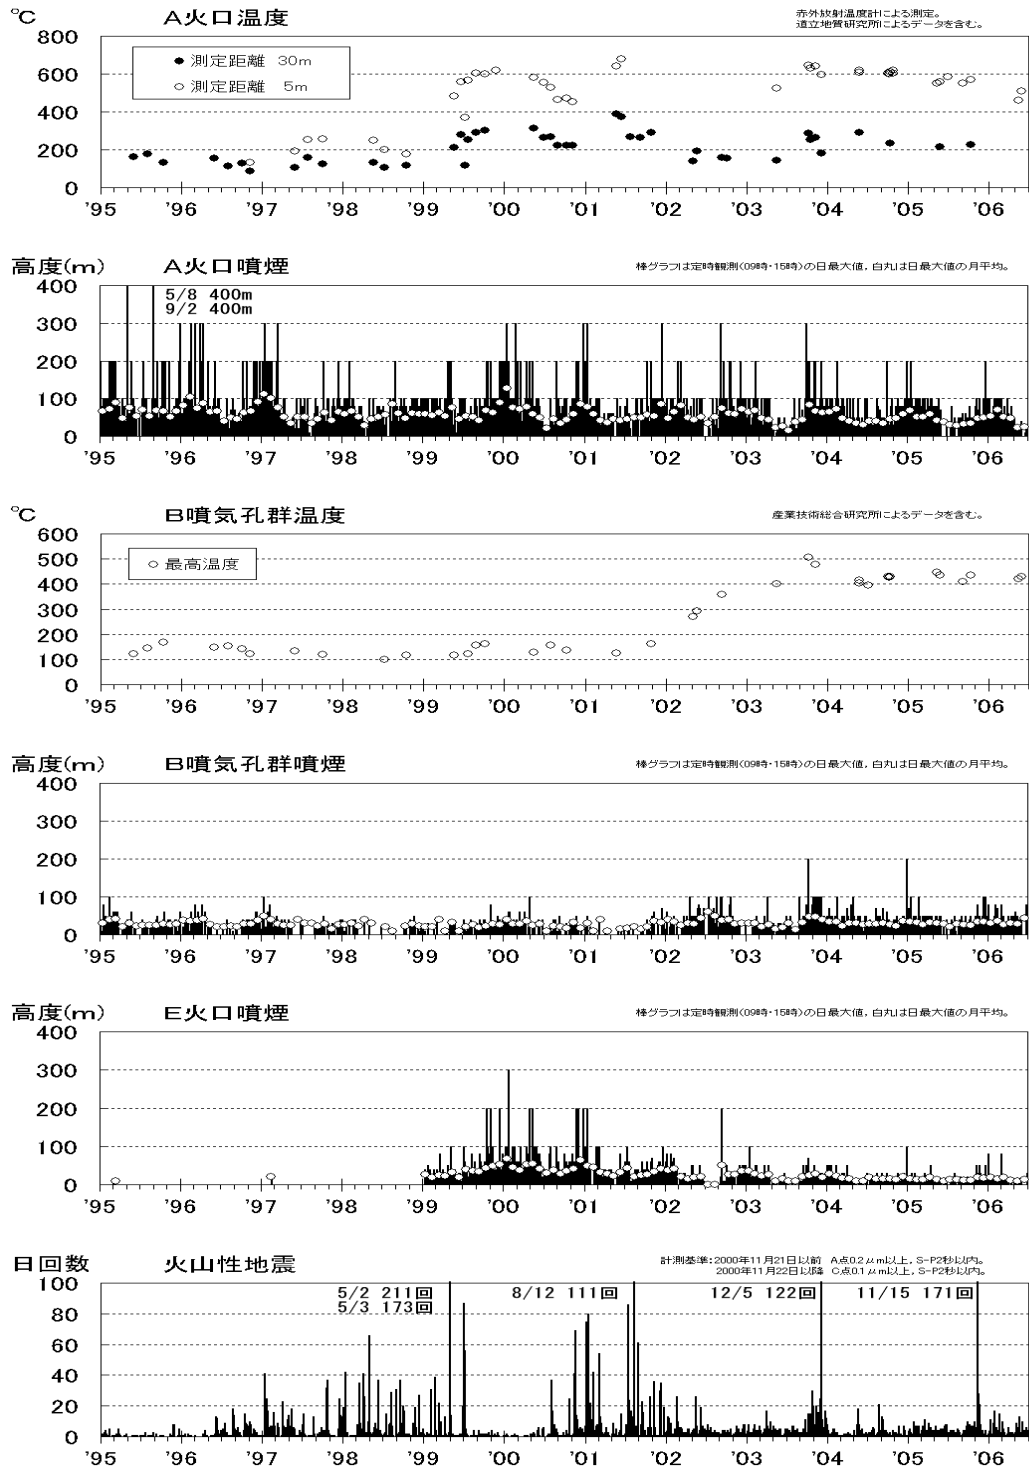 ℃ A火口温度 赤外放射温度計による測定。
道立地質研究所によるデータを含む。
800
600
400
200
0
● 測定距離 30m
○ 測定距離 5m
'95 '96 '97 '98 '99 '00 '01 '02 '03 '04 '05 '06
高度(m) A火口噴煙 棒グラフは定時観測(09時・15時)の日最大値，白丸は日最大値の月平均。
400
300
200
100
0
5/8 400m
9/2 400m
'95 '96 '97 '98 '99 '00 '01 '02 '03 '04 '05 '06
℃ B噴気孔群温度 産業技術総合研究所によるデータを含む。
600
500
400
300
200
100
0
○ 最高温度
'95 '96 '97 '98 '99 '00 '01 '02 '03 '04 '05 '06
高度(m) B噴気孔群噴煙 棒グラフは定時観測(09時・15時)の日最大値，白丸は日最大値の月平均。
400
300
200
100
0
'95 '96 '97 '98 '99 '00 '01 '02 '03 '04 '05 '06
高度(m) E火口噴煙 棒グラフは定時観測(09時・15時)の日最大値，白丸は日最大値の月平均。
400
300
200
100
0
'95 '96 '97 '98 '99 '00 '01 '02 '03 '04 '05 '06
日回数 火山性地震 計測基準：2000年11月21日以前 A点0.2μm以上，S-P2秒以内。
2000年11月22日以降 C点0.1μm以上，S-P2秒以内。
100
80
60
40
20
0
5/2 211回
5/3 173回
8/12 111回
12/5 122回
11/15 171回
'95 '96 '97 '98 '99 '00 '01 '02 '03 '04 '05 '06